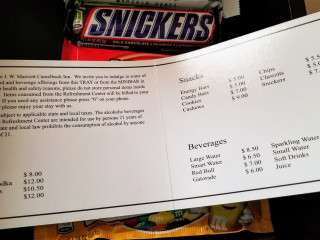 SNICKERS
J. W. Marriott Camelback Inn. We invite you to indulge in some of
and beverage offerings from this TRAY or from the MINIBAR in
health and safety reasons, please do not store personal items inside
Items consumed from the Refreshment Center will be billed to your
If you need any assistance please press "0" on your phone.
please enjoy your stay with us.
subject to applicable state and local taxes. The alcoholic beverages
Refreshment Center are intended for use by persons 21 years of
state and local law prohibits the consumption of alcohol by anyone
of 21.
$ 8.00
$12.00
$10.50
$32.00
Snacks
Energy Bars $ 5.00
Candy Bars $ 5.00
Cookies $ 7.00
Cashews $ 9.00
Chips
Cheezits
Snickers
Beverages
Large Water $ 8.50
Smart Water $ 6.50
Red Bull $ 7.00
Gatorade $ 6.00
Sparkling Water
Small Water
Soft Drinks
Juice